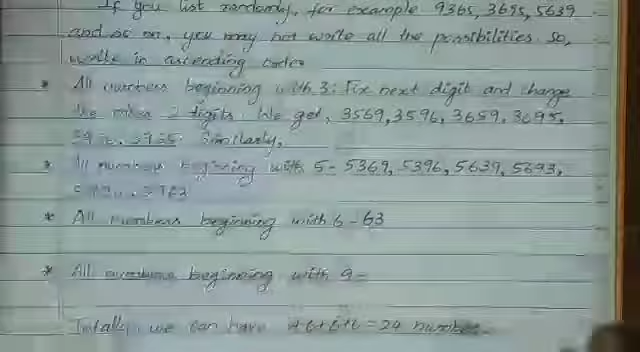 If you list randomly, for example 9365, 3695, 5639
and so on, you may not write all the possibilities. So,
write in ascending order
* All numbers beginning with 3: Fix next digit and change
the other 2 digits. We get, 3569, 3596, 3659, 3695,
Similarly,
* All numbers beginning with 5 - 5369, 5396, 5639, 5693,
* All numbers beginning with 6 - 63
* All numbers beginning with 9 -
Totally, we can have +6+6+6 = 24 numbers.